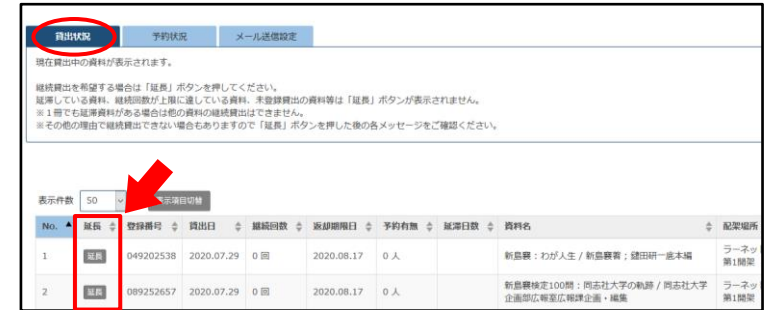 貸出状況 予約状況 メール送信設定
現在貸出中の資料が表示されます。
継続貸出を希望する場合は「延長」ボタンを押してください。
延滞している資料、継続回数が上限に達している資料、未登録貸出の資料等は「延長」ボタンが表示されません。
※１冊でも延滞資料がある場合は他の資料の継続貸出はできません。
※その他の理由で継続貸出できない場合もありますので「延長」ボタンを押した後の各メッセージをご確認ください。
表示件数 50 表示項目切替
No. 延長 登録番号 貸出日 継続回数 返却期限日 予約有無 延滞日数 資料名 配架場所
1 延長 049202538 2020.07.29 0 回 2020.08.17 0 人 新島襄：わが人生 / 新島襄著；鑓田研一底本編 ラーネッ
第1開架
2 延長 089252657 2020.07.29 0 回 2020.08.17 0 人 新島襄検定100問：同志社大学の軌跡 / 同志社大学 ラーネッ
企画部広報室広報課企画・編集 第1開架